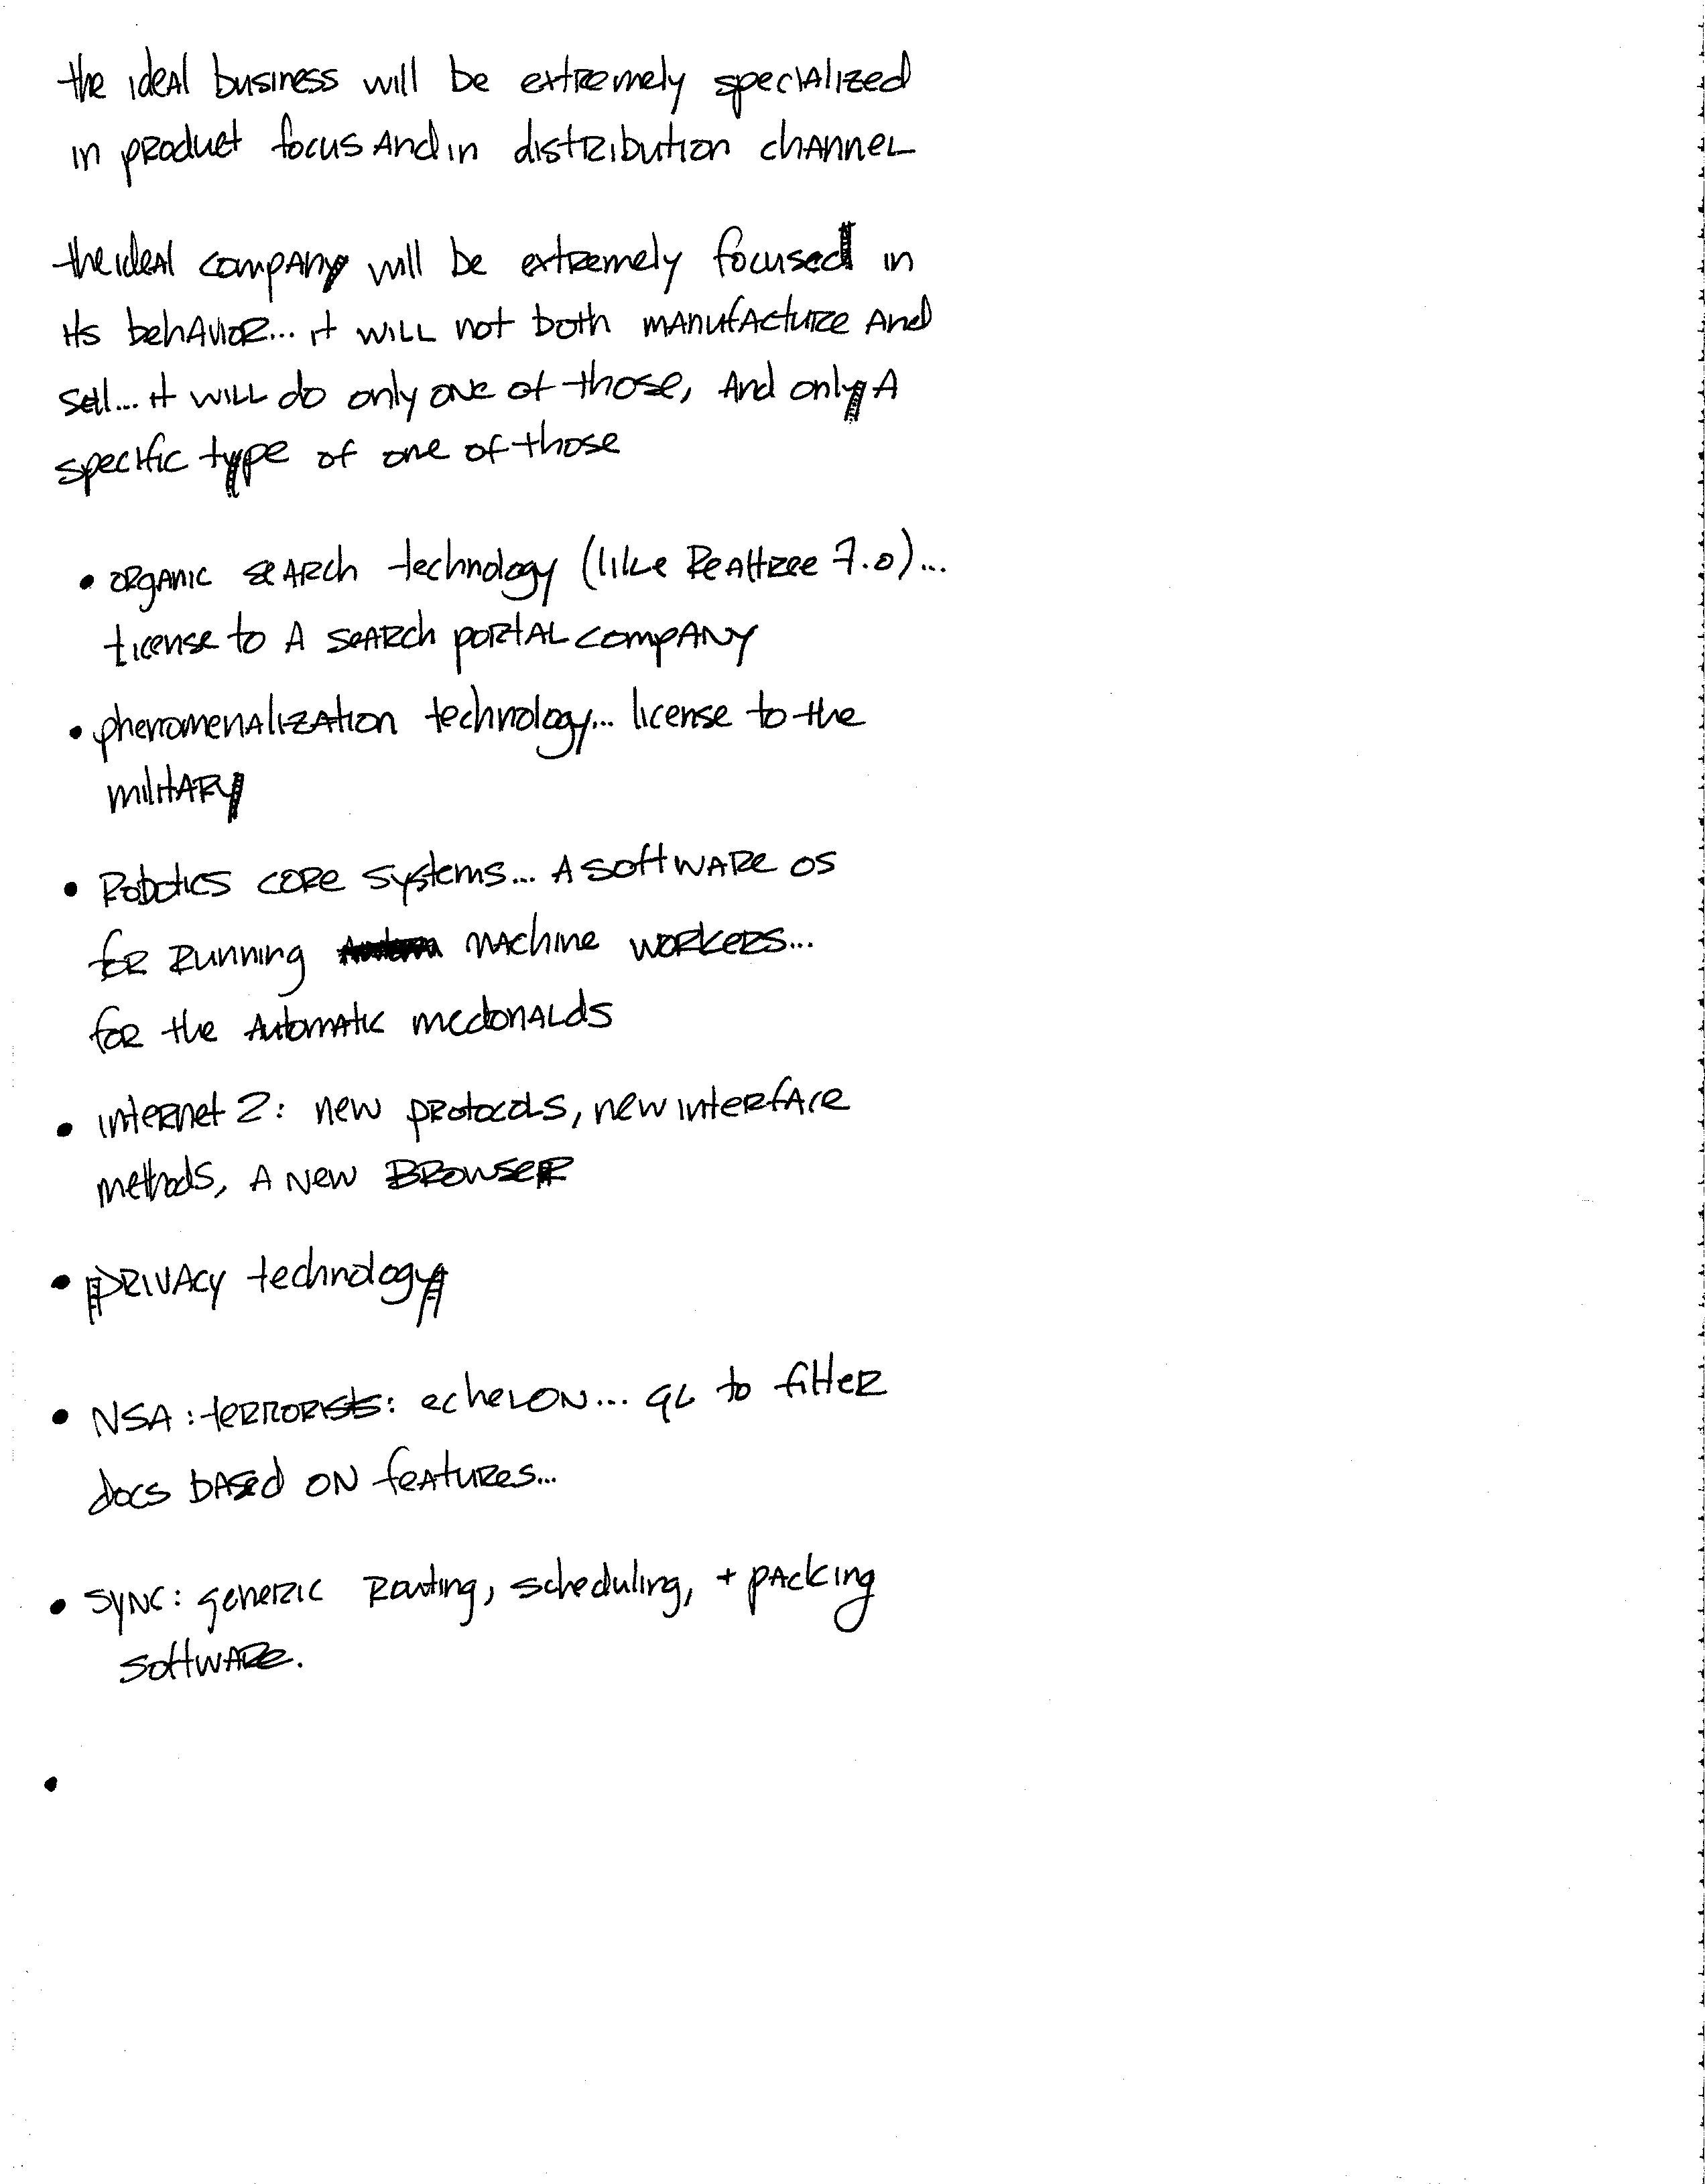 the ideal business will be extremely specialized
in product focus and in distribution channel
the ideal company will be extremely focused in
its behavior... it will not both manufacture and
sell... it will do only one of those, and only a
specific type of one of those
• organic search technology (like Realtree 7.0)...
license to a search portal company
• phenomenalization technology... license to the
military
• Robotics core systems... a software os
for running machine workers...
for the automatic mcdonalds
• internet 2: new protocols, new interface
methods, a new Browser
• privacy technology
• NSA: terrorists: echelon... to filter
docs based on features...
• sync: generic routing, scheduling, + packing
software.
•